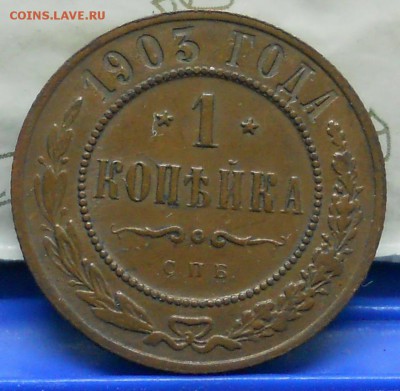 COINS.LAVE.RU
1903 ГОДА
* 1 *
КОПѢЙКА
С.П.Б.